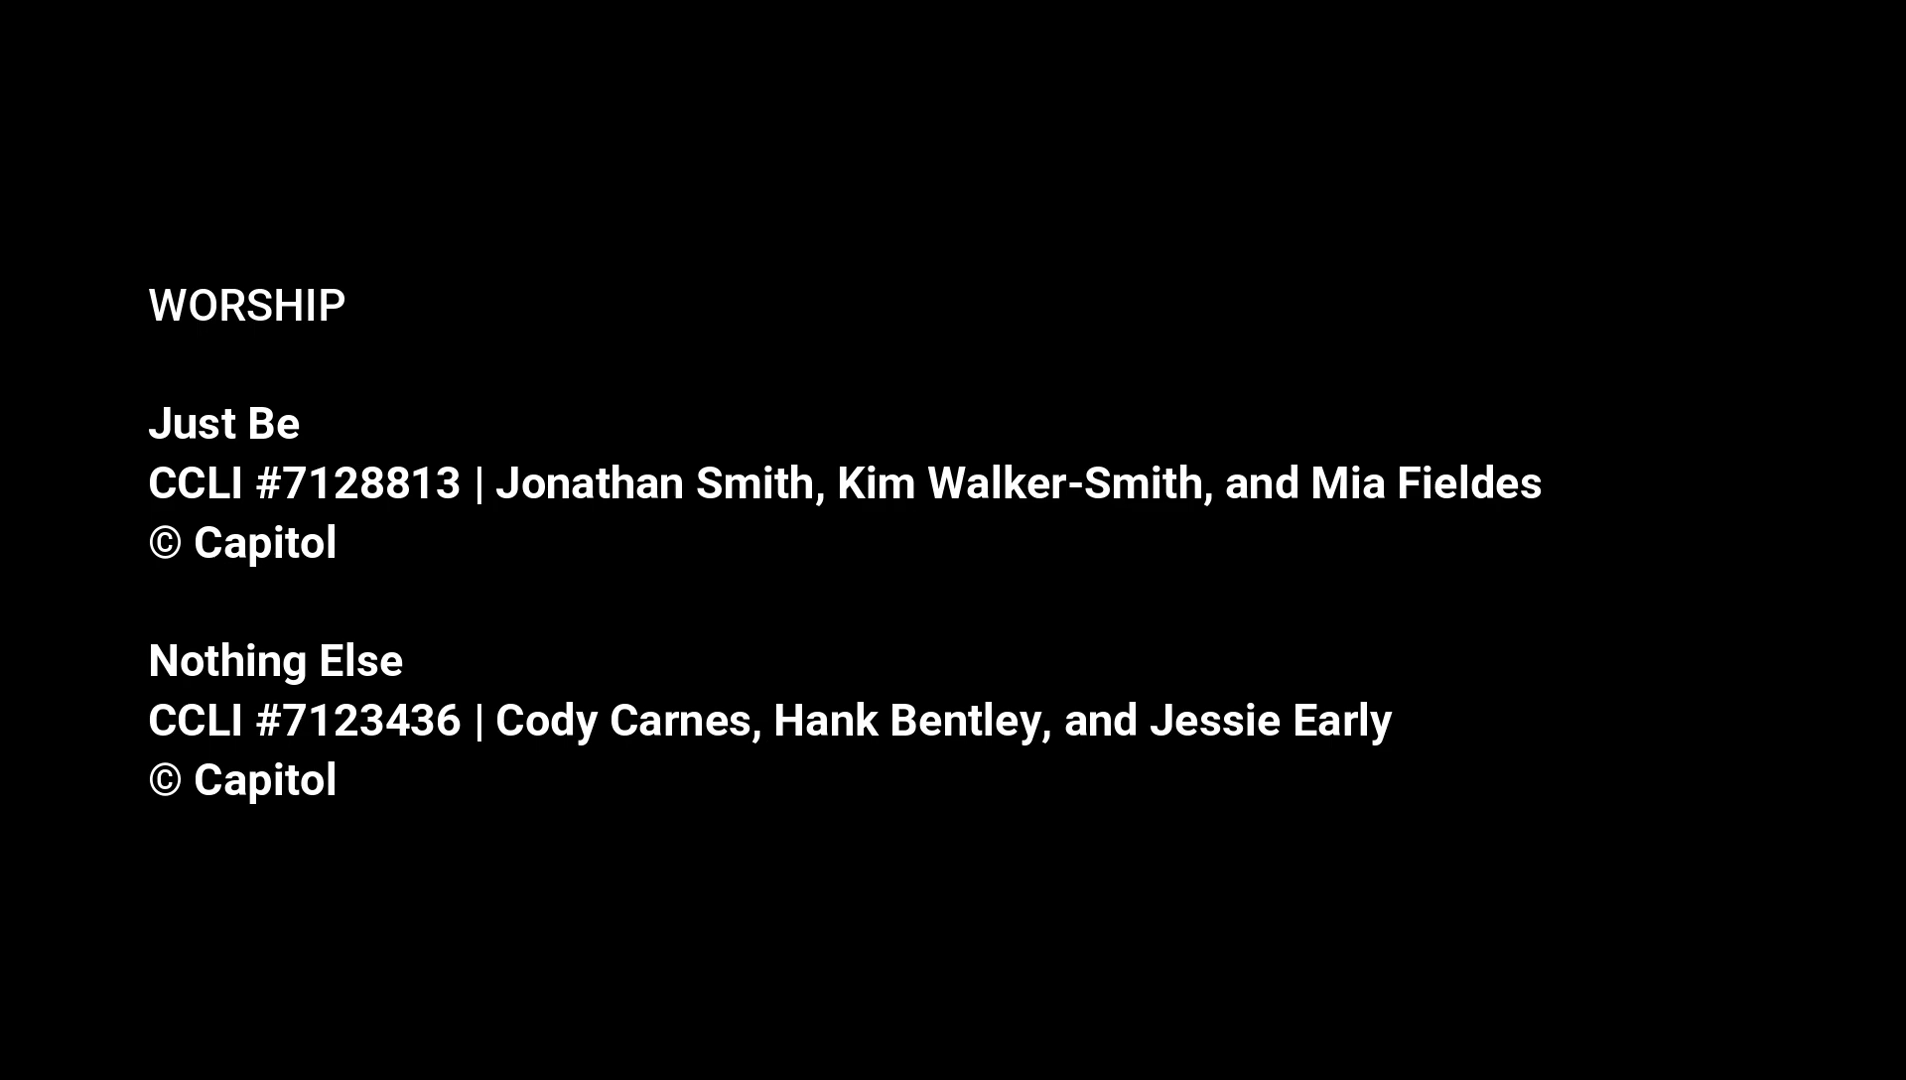 WORSHIP
Just Be
CCLI #7128813 | Jonathan Smith, Kim Walker-Smith, and Mia Fieldes
© Capitol
Nothing Else
CCLI #7123436 | Cody Carnes, Hank Bentley, and Jessie Early
© Capitol